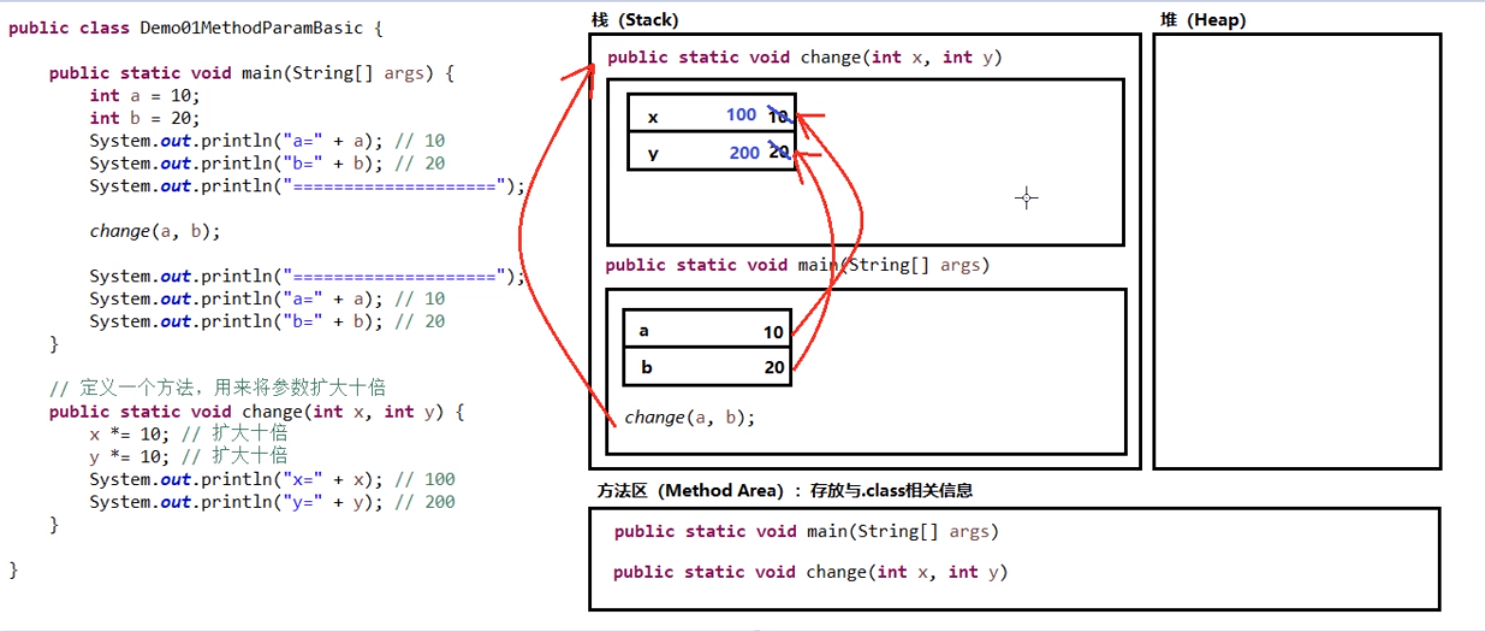 public class Demo01MethodParamBasic {
public static void main(String[] args) {
int a = 10;
int b = 20;
System.out.println("a=" + a); // 10
System.out.println("b=" + b); // 20
System.out.println("====================");
change(a, b);
System.out.println("====================");
System.out.println("a=" + a); // 10
System.out.println("b=" + b); // 20
}
// 定义一个方法，用来将参数扩大十倍
public static void change(int x, int y) {
x *= 10; // 扩大十倍
y *= 10; // 扩大十倍
System.out.println("x=" + x); // 100
System.out.println("y=" + y); // 200
}
}
栈（Stack)
public static void change(int x, int y)
x 100 10
y 200 20
public static void main(String[] args)
a 10
b 20
change(a, b);
堆（Heap)
方法区（Method Area）：存放与.class相关信息
public static void main(String[] args)
public static void change(int x, int y)